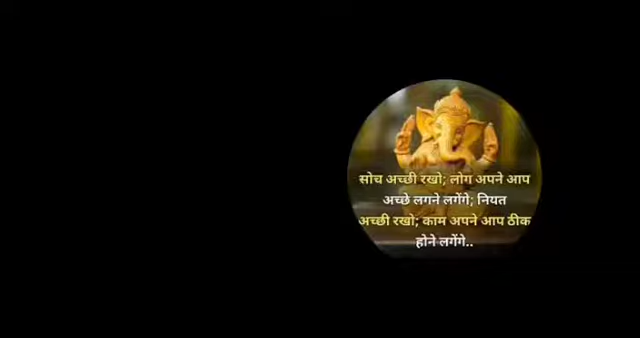 सोच अच्छी रखो; लोग अपने आप
अच्छे लगने लगेंगे; नियत
अच्छी रखो; काम अपने आप ठीक
होने लगेंगे..